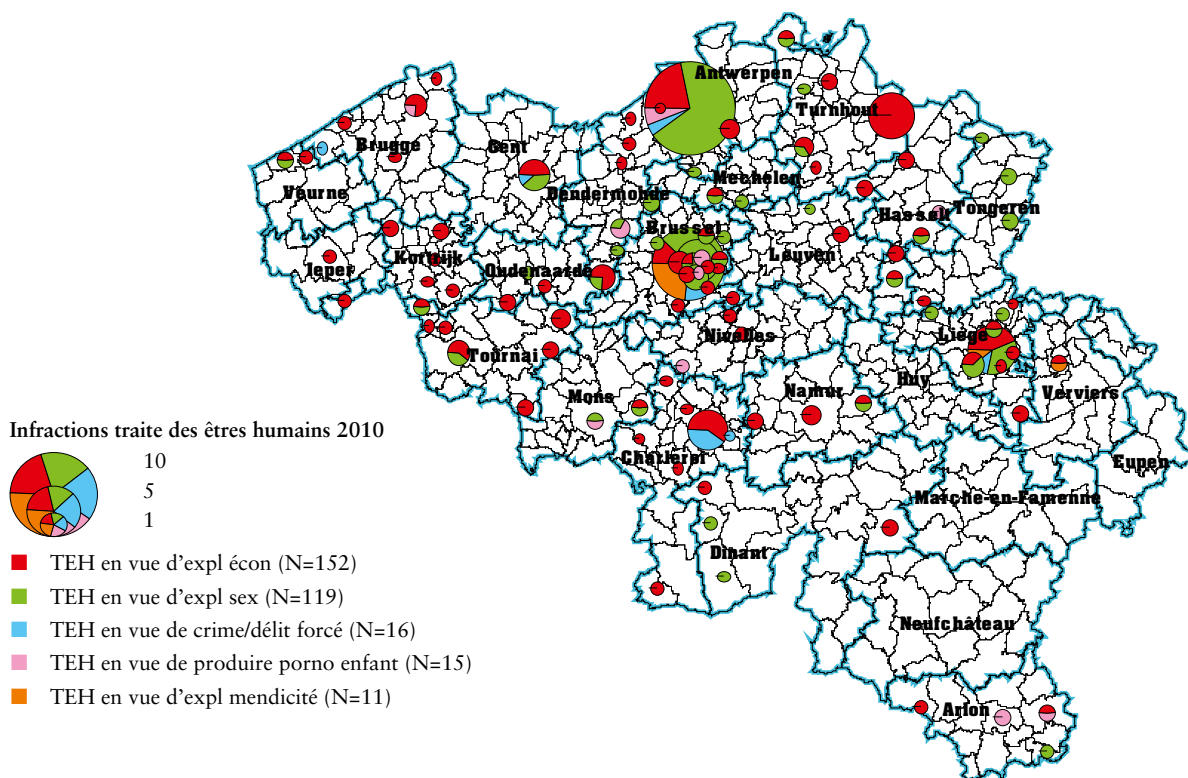 Antwerpen
Turnhout
Brugge
Gent
Mechelen
Dendermonde
Veurne
Hasselt
Tongeren
Brussel
Leuven
Ieper
Kortrijk
Oudenaarde
Liège
Nivelles
Tournai
Huy
Namur
Verviers
Mons
Infractions traite des êtres humains 2010
Charleroi
Eupen
10
5
1
Marche-en-Famenne
Dinant
TEH en vue d'expl écon (N=152)
TEH en vue d'expl sex (N=119)
Neufchâteau
TEH en vue de crime/délit forcé (N=16)
TEH en vue de produire porno enfant (N=15)
TEH en vue d'expl mendicité (N=11)
Arlon